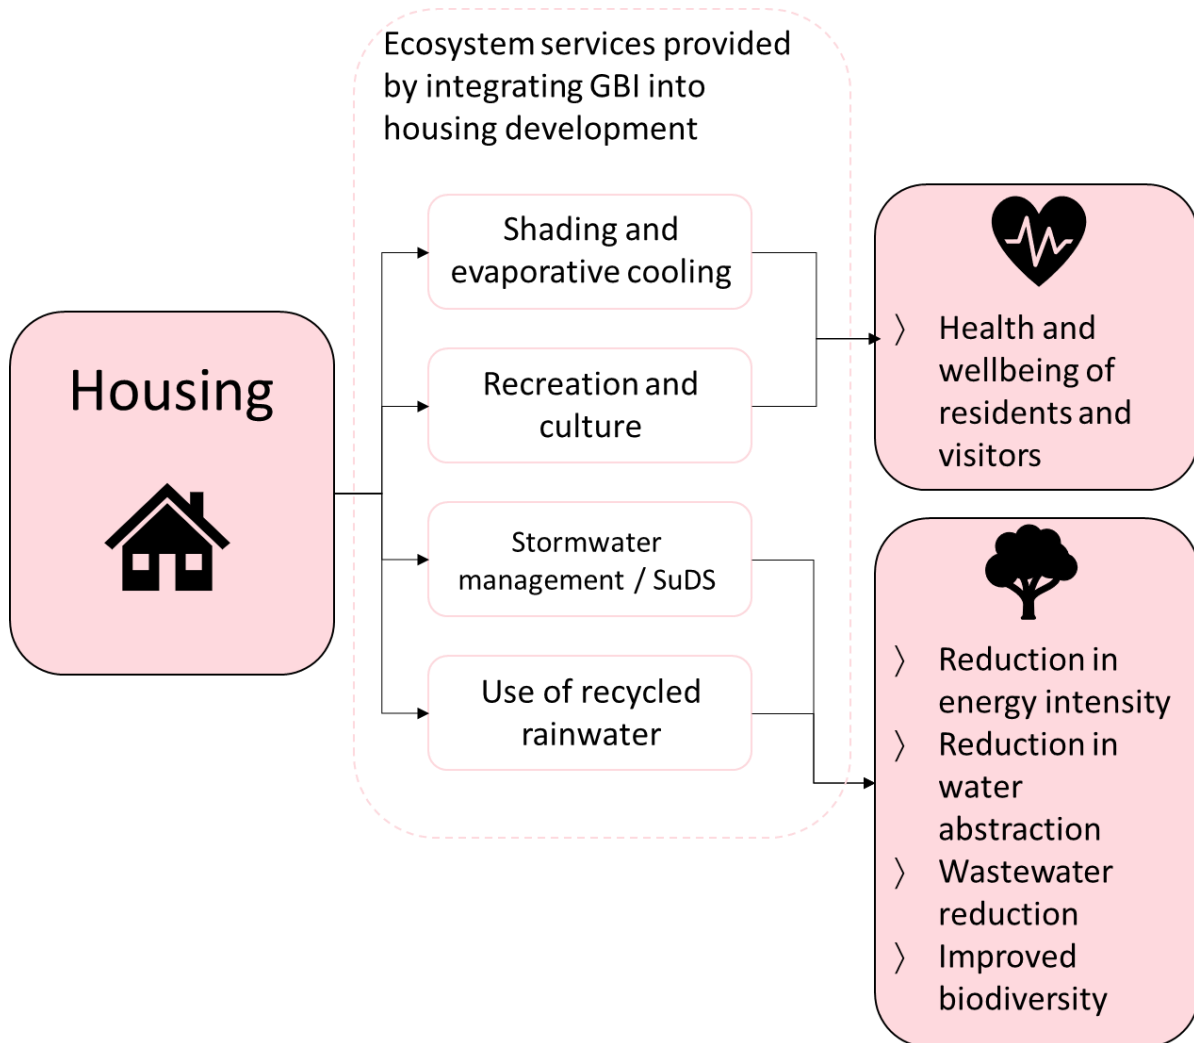 Ecosystem services provided
by integrating GBI into
housing development
Housing
Shading and
evaporative cooling
Recreation and
culture
Stormwater
management / SuDS
Use of recycled
rainwater
〉 Health and
wellbeing of
residents and
visitors
〉 Reduction in
energy intensity
〉 Reduction in
water
abstraction
〉 Wastewater
reduction
〉 Improved
biodiversity